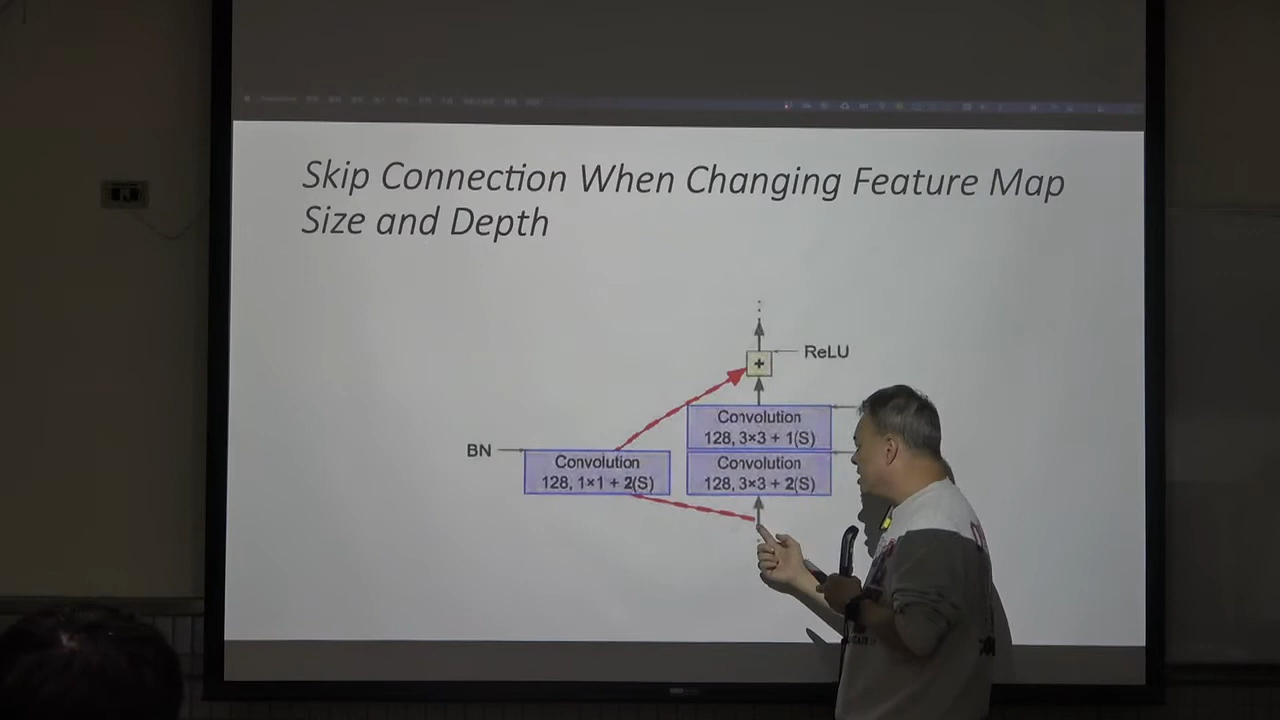 Skip Connection When Changing Feature Map
Size and Depth
ReLU
+
Convolution
128, 3×3 + 1(S)
BN
Convolution
128, 1×1 + 2(S)
Convolution
128, 3×3 + 2(S)